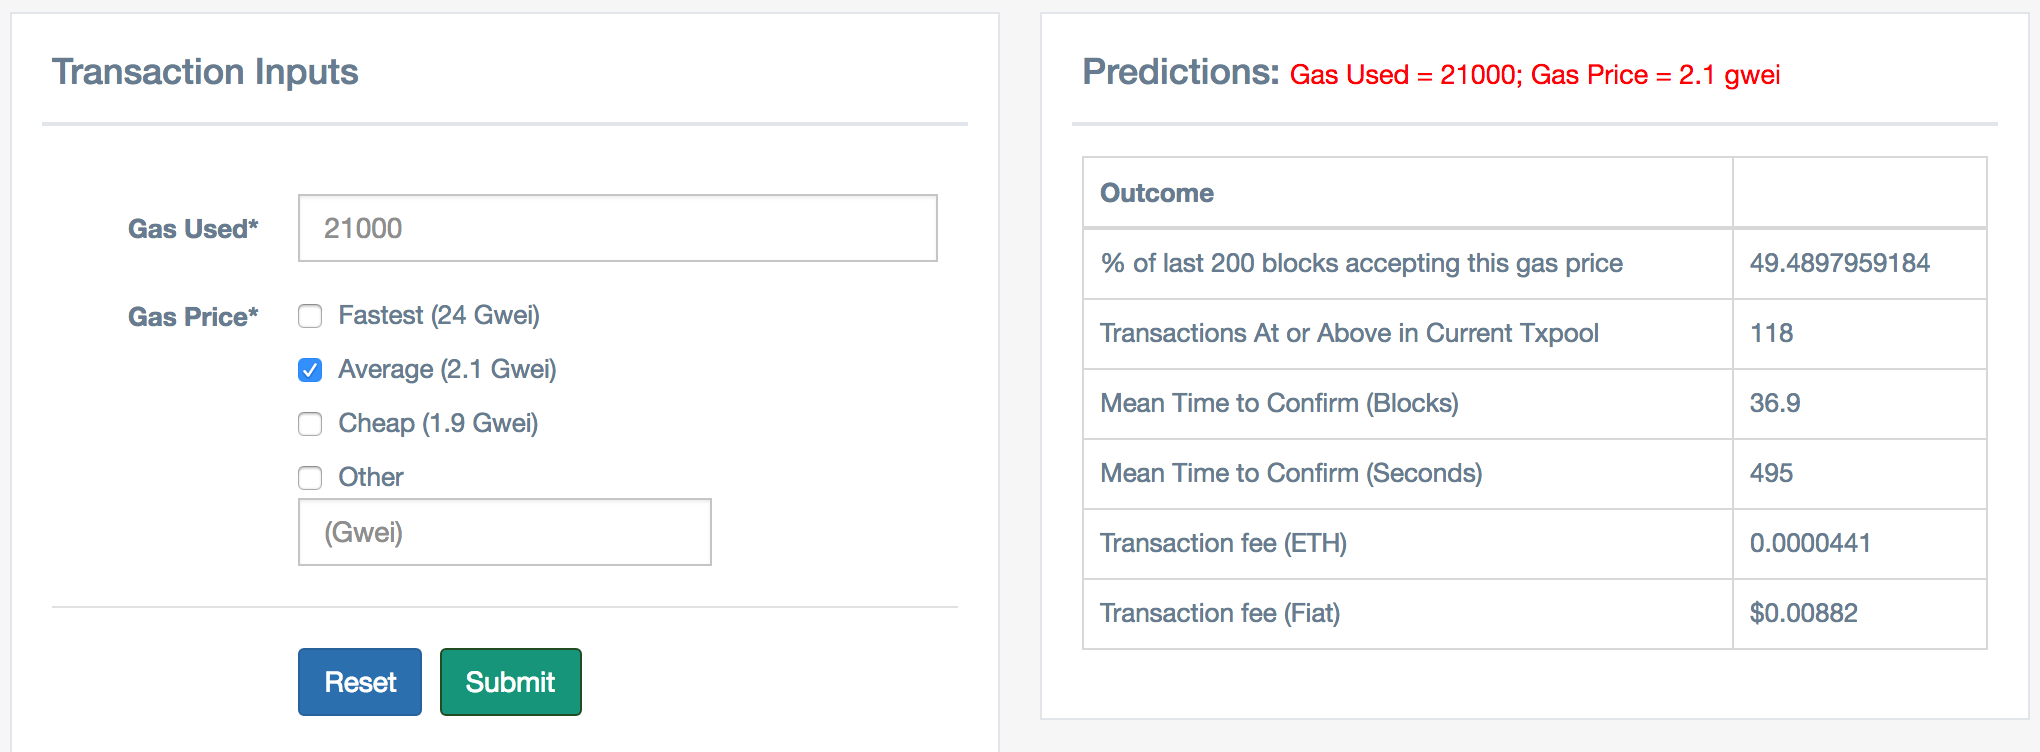 Transaction Inputs
Gas Used*
21000
Gas Price*
Fastest (24 Gwei)
Average (2.1 Gwei)
Cheap (1.9 Gwei)
Other
(Gwei)
Reset
Submit
Predictions: Gas Used = 21000; Gas Price = 2.1 gwei
Outcome
% of last 200 blocks accepting this gas price 49.4897959184
Transactions At or Above in Current Txpool 118
Mean Time to Confirm (Blocks) 36.9
Mean Time to Confirm (Seconds) 495
Transaction fee (ETH) 0.0000441
Transaction fee (Fiat) $0.00882